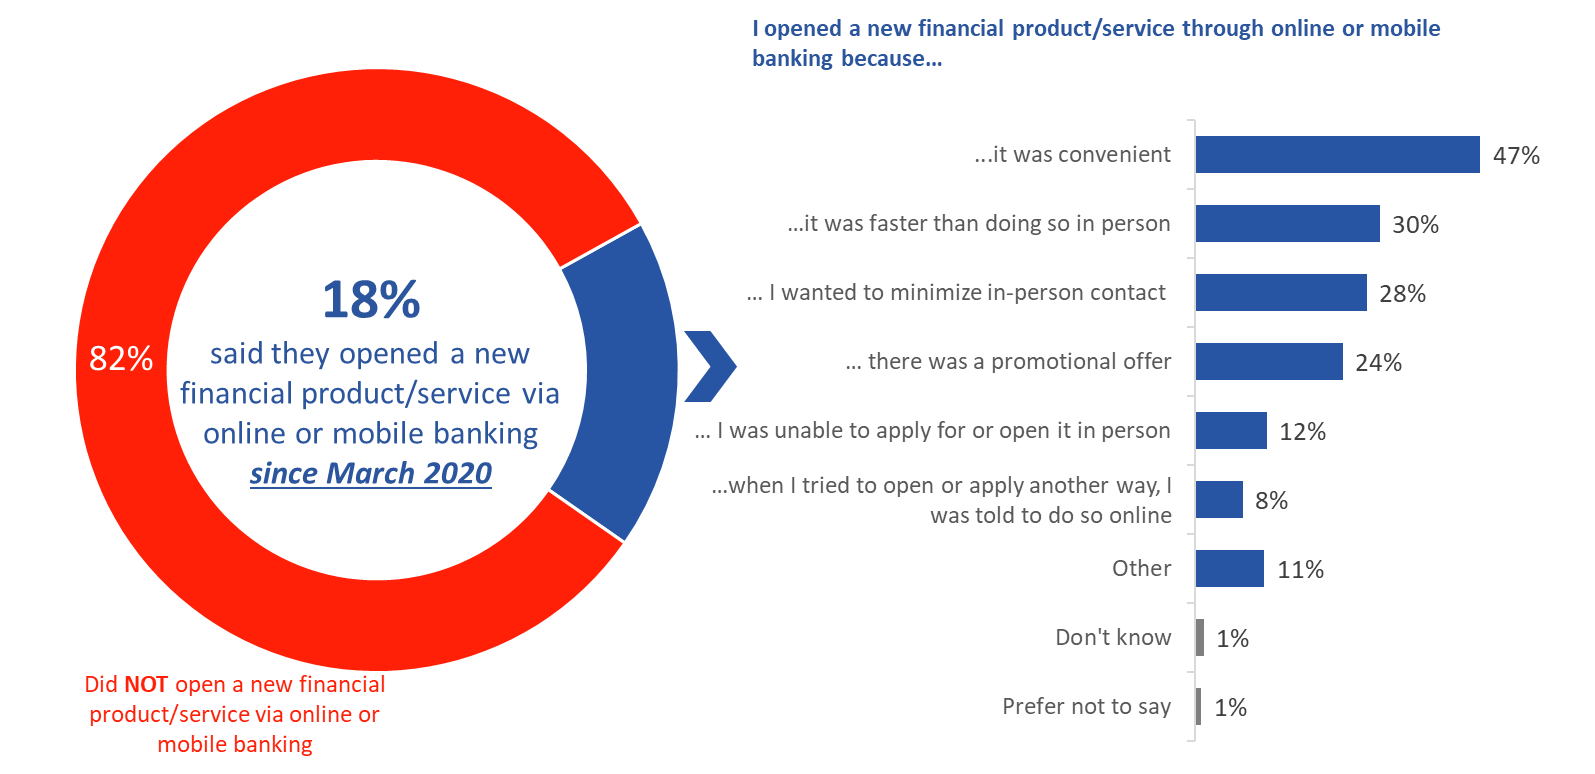 I opened a new financial product/service through online or mobile
banking because…
18%
said they opened a new
financial product/service via
online or mobile banking
since March 2020
82%
Did NOT open a new financial
product/service via online or
mobile banking
...it was convenient 47%
...it was faster than doing so in person 30%
... I wanted to minimize in-person contact 28%
... there was a promotional offer 24%
... I was unable to apply for or open it in person 12%
...when I tried to open or apply another way, I
was told to do so online 8%
Other 11%
Don't know 1%
Prefer not to say 1%